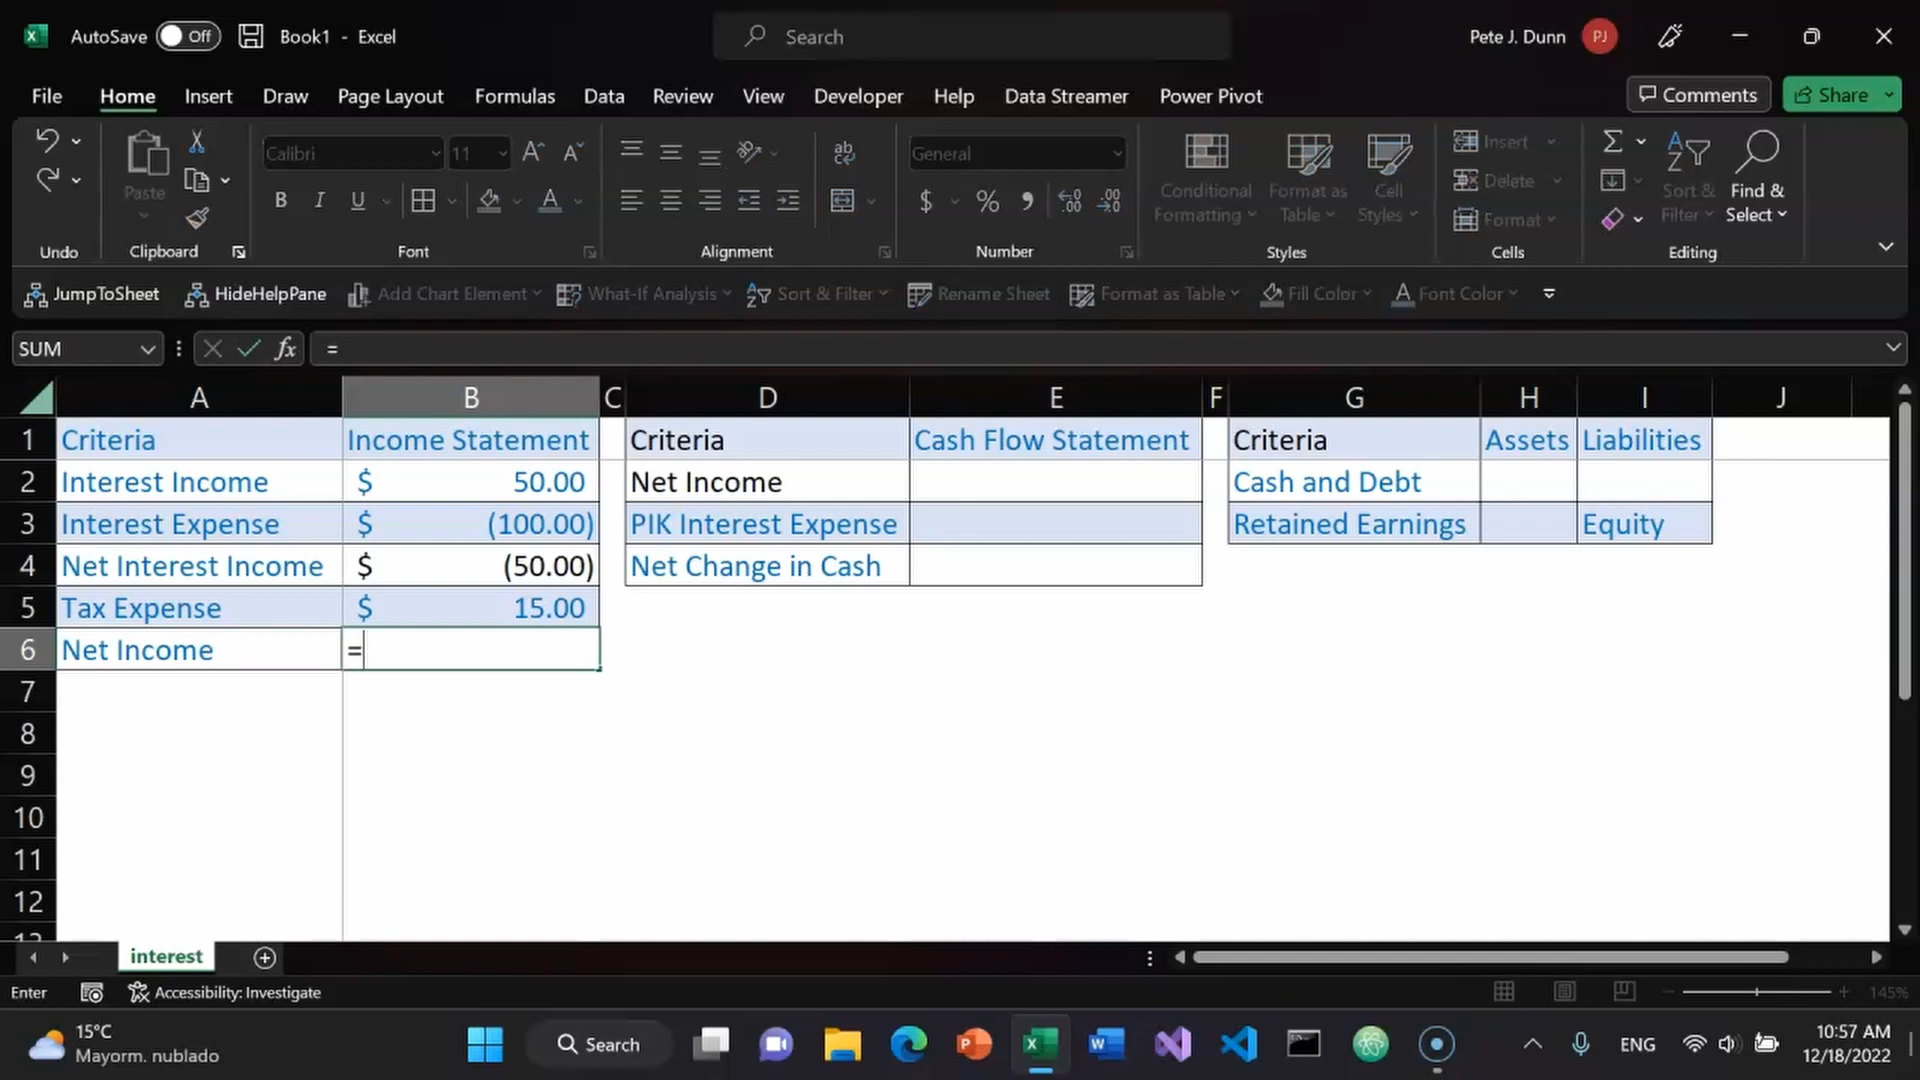 AutoSave Off Book1 - Excel Search Pete J. Dunn PJ
File Home Insert Draw Page Layout Formulas Data Review View Developer Help Data Streamer Power Pivot Comments Share
Calibri 11 General
Paste Conditional Formatting Format as Table Cell Styles Insert Delete Format Sort & Filter Find & Select
Undo Clipboard Font Alignment Number Styles Cells Editing
JumpToSheet HideHelpPane Add Chart Element What-If Analysis Sort & Filter Rename Sheet Format as Table Fill Color Font Color
SUM fx =
A B C D E F G H I J
1 Criteria Income Statement Criteria Cash Flow Statement Criteria Assets Liabilities
2 Interest Income $ 50.00 Net Income Cash and Debt
3 Interest Expense $ (100.00) PIK Interest Expense Retained Earnings Equity
4 Net Interest Income $ (50.00) Net Change in Cash
5 Tax Expense $ 15.00
6 Net Income =
7
8
9
10
11
12
13
interest
Enter Accessibility: Investigate 145%
15°C Search ENG 10:57 AM
Mayorm. nublado 12/18/2022